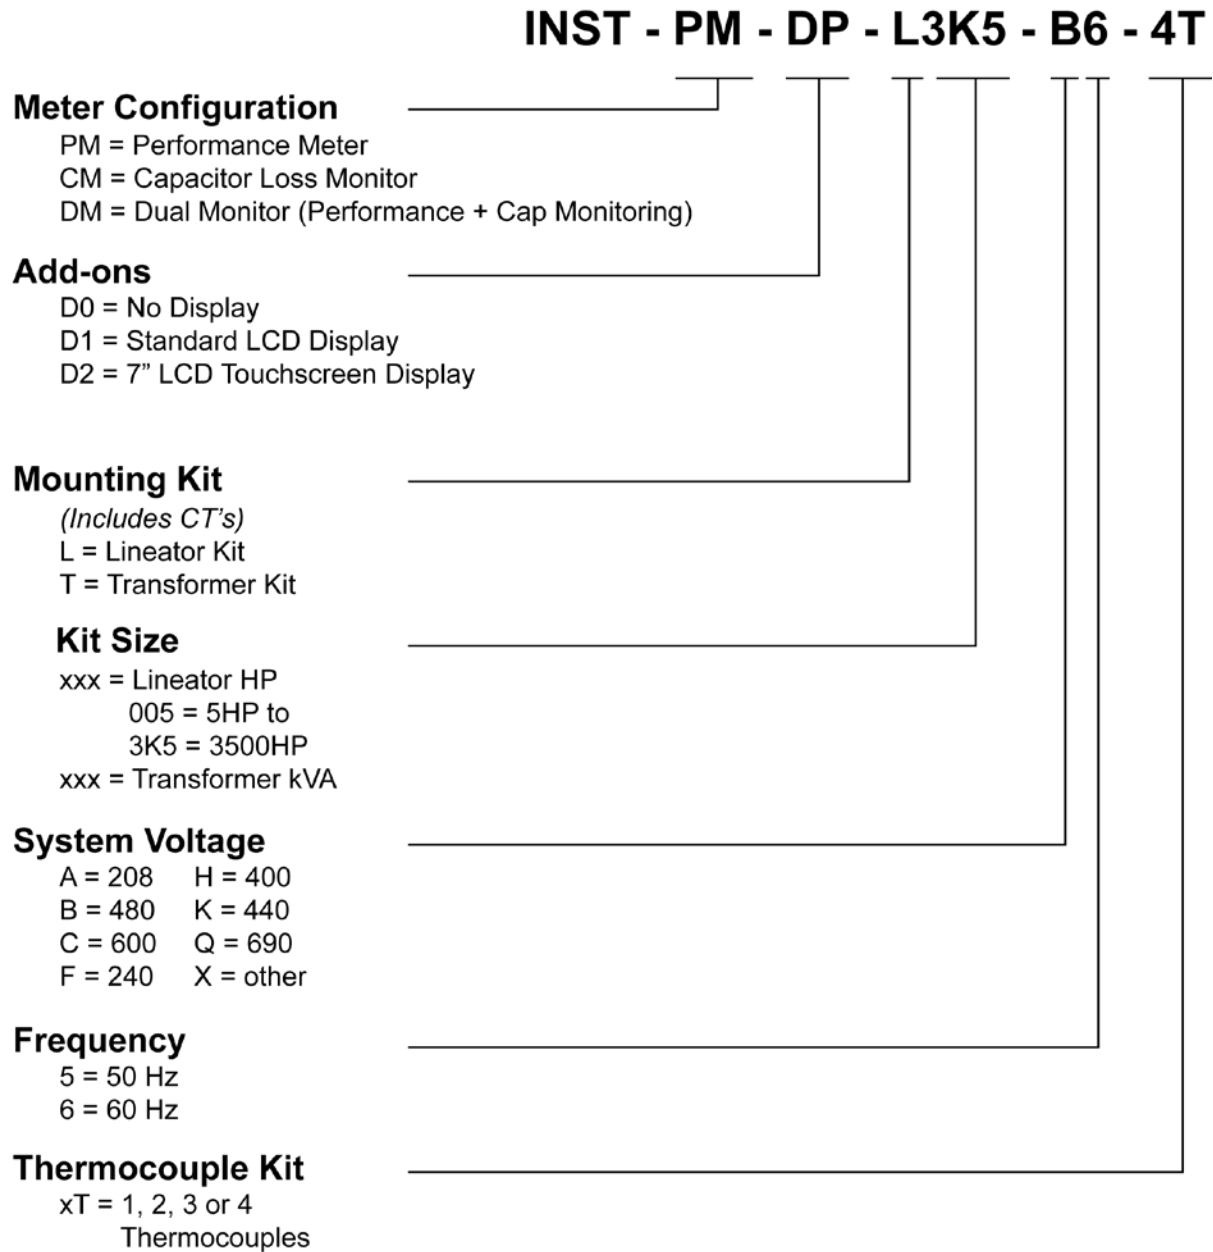 INST - PM - DP - L3K5 - B6 - 4T
Meter Configuration
PM = Performance Meter
CM = Capacitor Loss Monitor
DM = Dual Monitor (Performance + Cap Monitoring)
Add-ons
D0 = No Display
D1 = Standard LCD Display
D2 = 7” LCD Touchscreen Display
Mounting Kit
(Includes CT’s)
L = Lineator Kit
T = Transformer Kit
Kit Size
xxx = Lineator HP
005 = 5HP to
3K5 = 3500HP
xxx = Transformer kVA
System Voltage
A = 208 H = 400
B = 480 K = 440
C = 600 Q = 690
F = 240 X = other
Frequency
5 = 50 Hz
6 = 60 Hz
Thermocouple Kit
xT = 1, 2, 3 or 4
Thermocouples